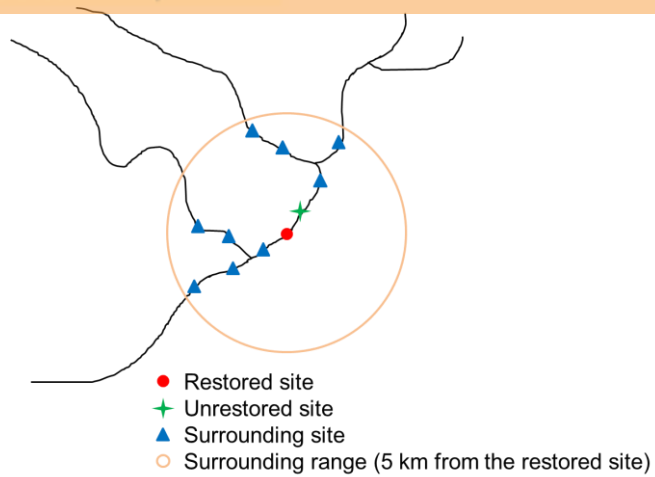 Restored site
Unrestored site
Surrounding site
Surrounding range (5 km from the restored site)